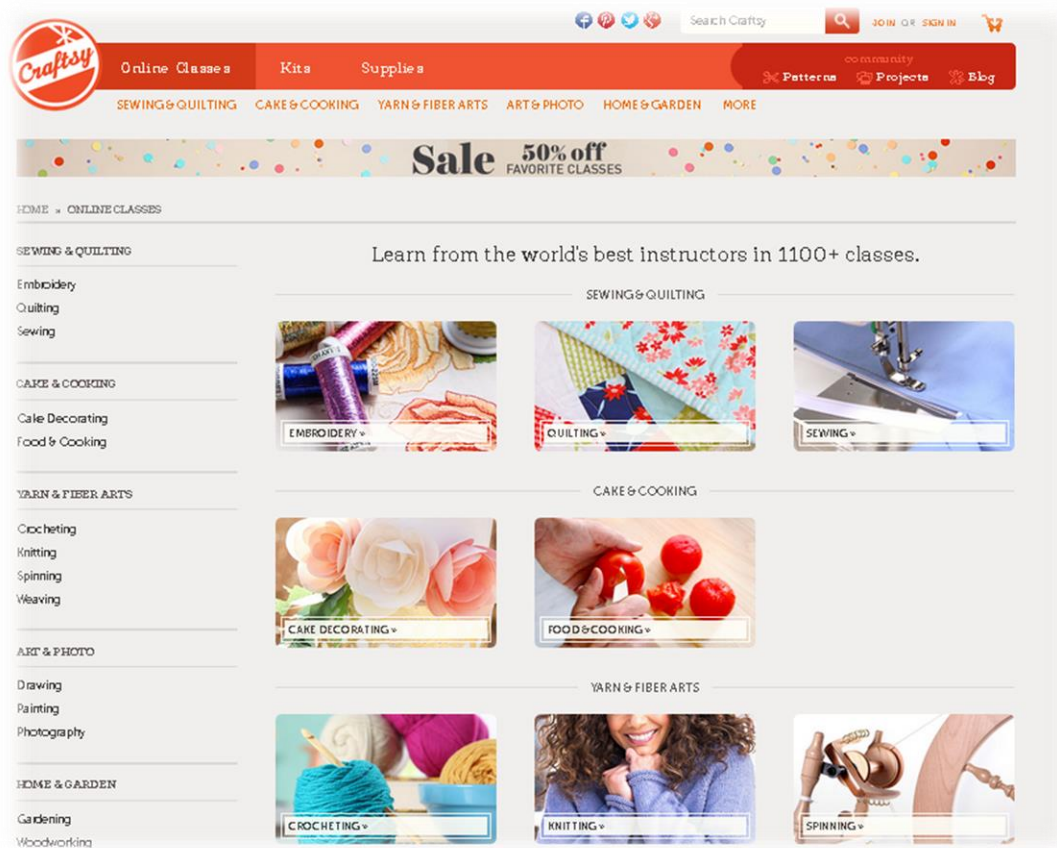 Search Craftsy
JOIN OR SIGN IN
Craftsy
Online Classes Kits Supplies
community
Patterns Projects Blog
SEWING & QUILTING CAKE & COOKING YARN & FIBER ARTS ART & PHOTO HOME & GARDEN MORE
Sale 50% off
FAVORITE CLASSES
HOME » ONLINE CLASSES
SEWING & QUILTING
Embroidery
Quilting
Sewing
CAKE & COOKING
Cake Decorating
Food & Cooking
YARN & FIBER ARTS
Crocheting
Knitting
Spinning
Weaving
ART & PHOTO
Drawing
Painting
Photography
HOME & GARDEN
Gardening
Woodworking
Learn from the world's best instructors in 1100+ classes.
SEWING & QUILTING
EMBROIDERY »
QUILTING »
SEWING »
CAKE & COOKING
CAKE DECORATING »
FOOD & COOKING »
YARN & FIBER ARTS
CROCHETING »
KNITTING »
SPINNING »